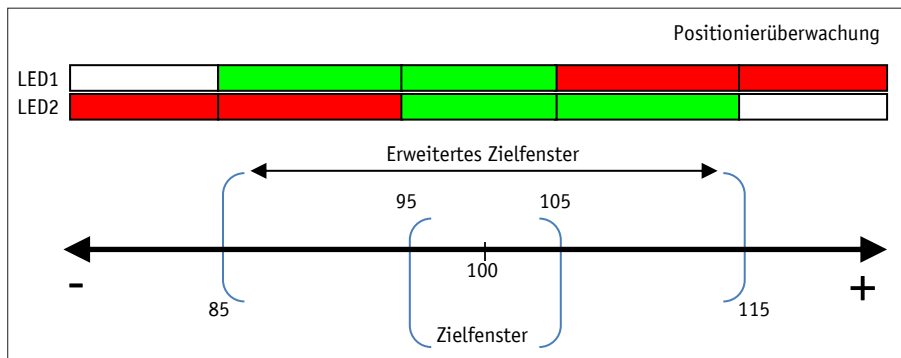 Positionierüberwachung
LED1
LED2
Erweitertes Zielfenster
95 105
100
- +
85 115
Zielfenster